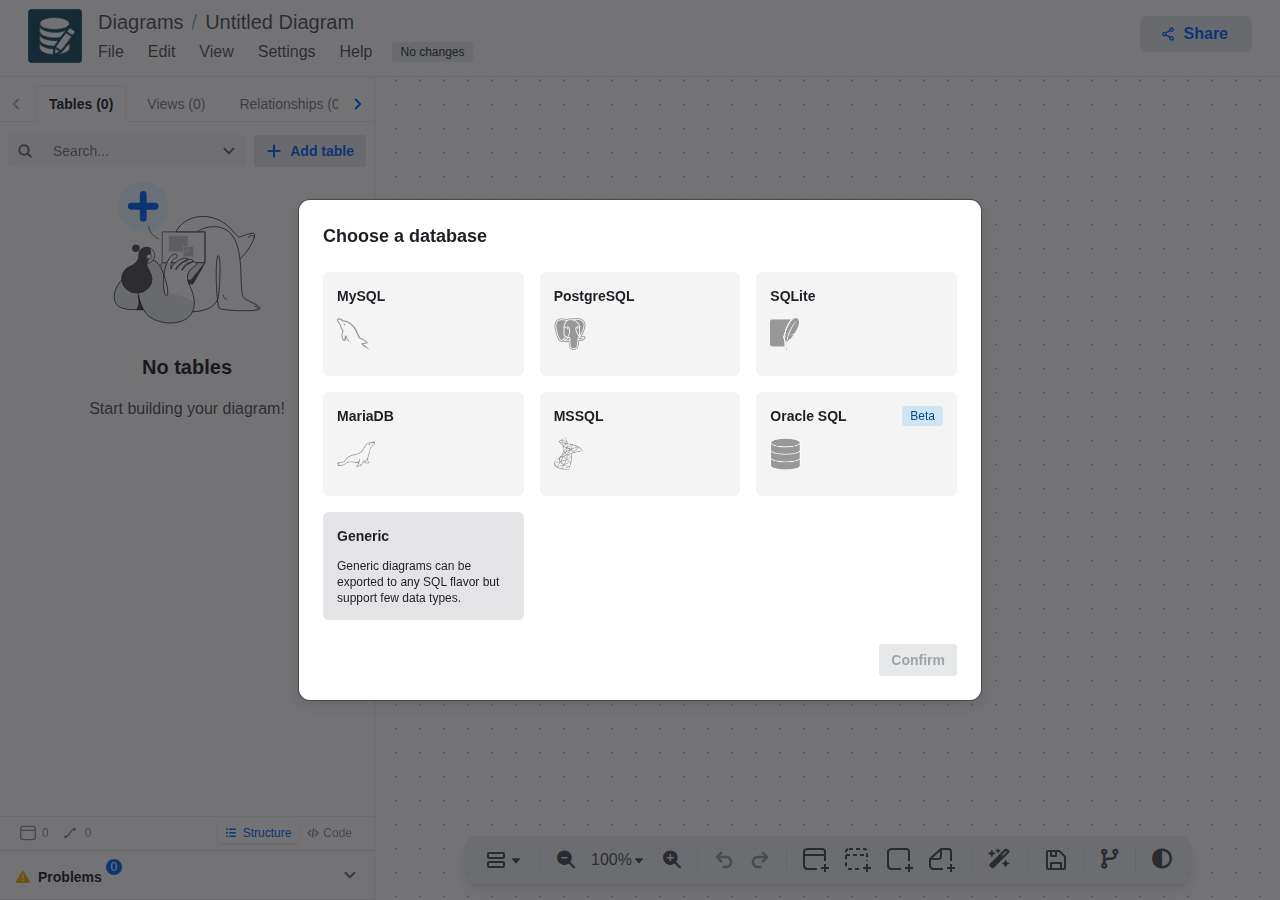 Diagrams / Untitled Diagram
File Edit View Settings Help No changes
Share
Tables (0) Views (0) Relationships (0
Search... Add table
No tables
Start building your diagram!
Choose a database
MySQL PostgreSQL SQLite
MariaDB MSSQL Oracle SQL Beta
Generic
Generic diagrams can be
exported to any SQL flavor but
support few data types.
Confirm
0 0 Structure Code
Problems 0
100%